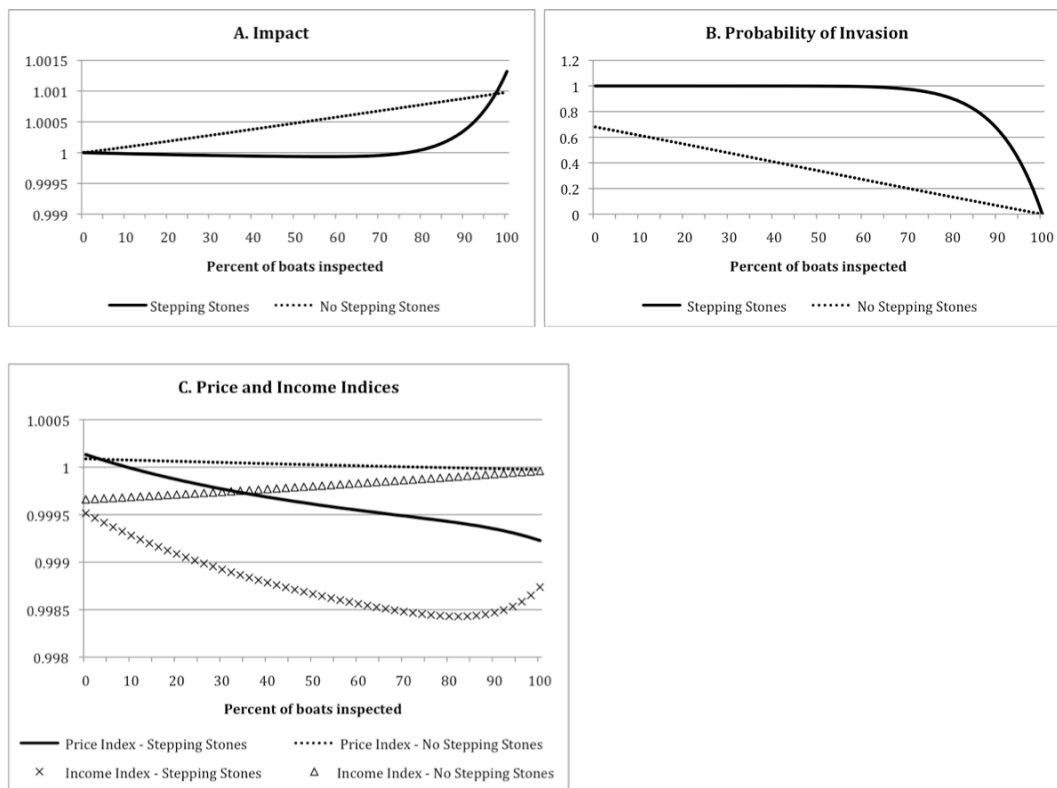 A. Impact
1.0015
1.001
1.0005
1
0.9995
0.999
0 10 20 30 40 50 60 70 80 90 100
Percent of boats inspected
Stepping Stones No Stepping Stones
B. Probability of Invasion
1.2
1
0.8
0.6
0.4
0.2
0
0 10 20 30 40 50 60 70 80 90 100
Percent of boats inspected
Stepping Stones No Stepping Stones
C. Price and Income Indices
1.0005
1
0.9995
0.999
0.9985
0.998
0 10 20 30 40 50 60 70 80 90 100
Percent of boats inspected
Price Index - Stepping Stones Price Index - No Stepping Stones
Income Index - Stepping Stones Income Index - No Stepping Stones